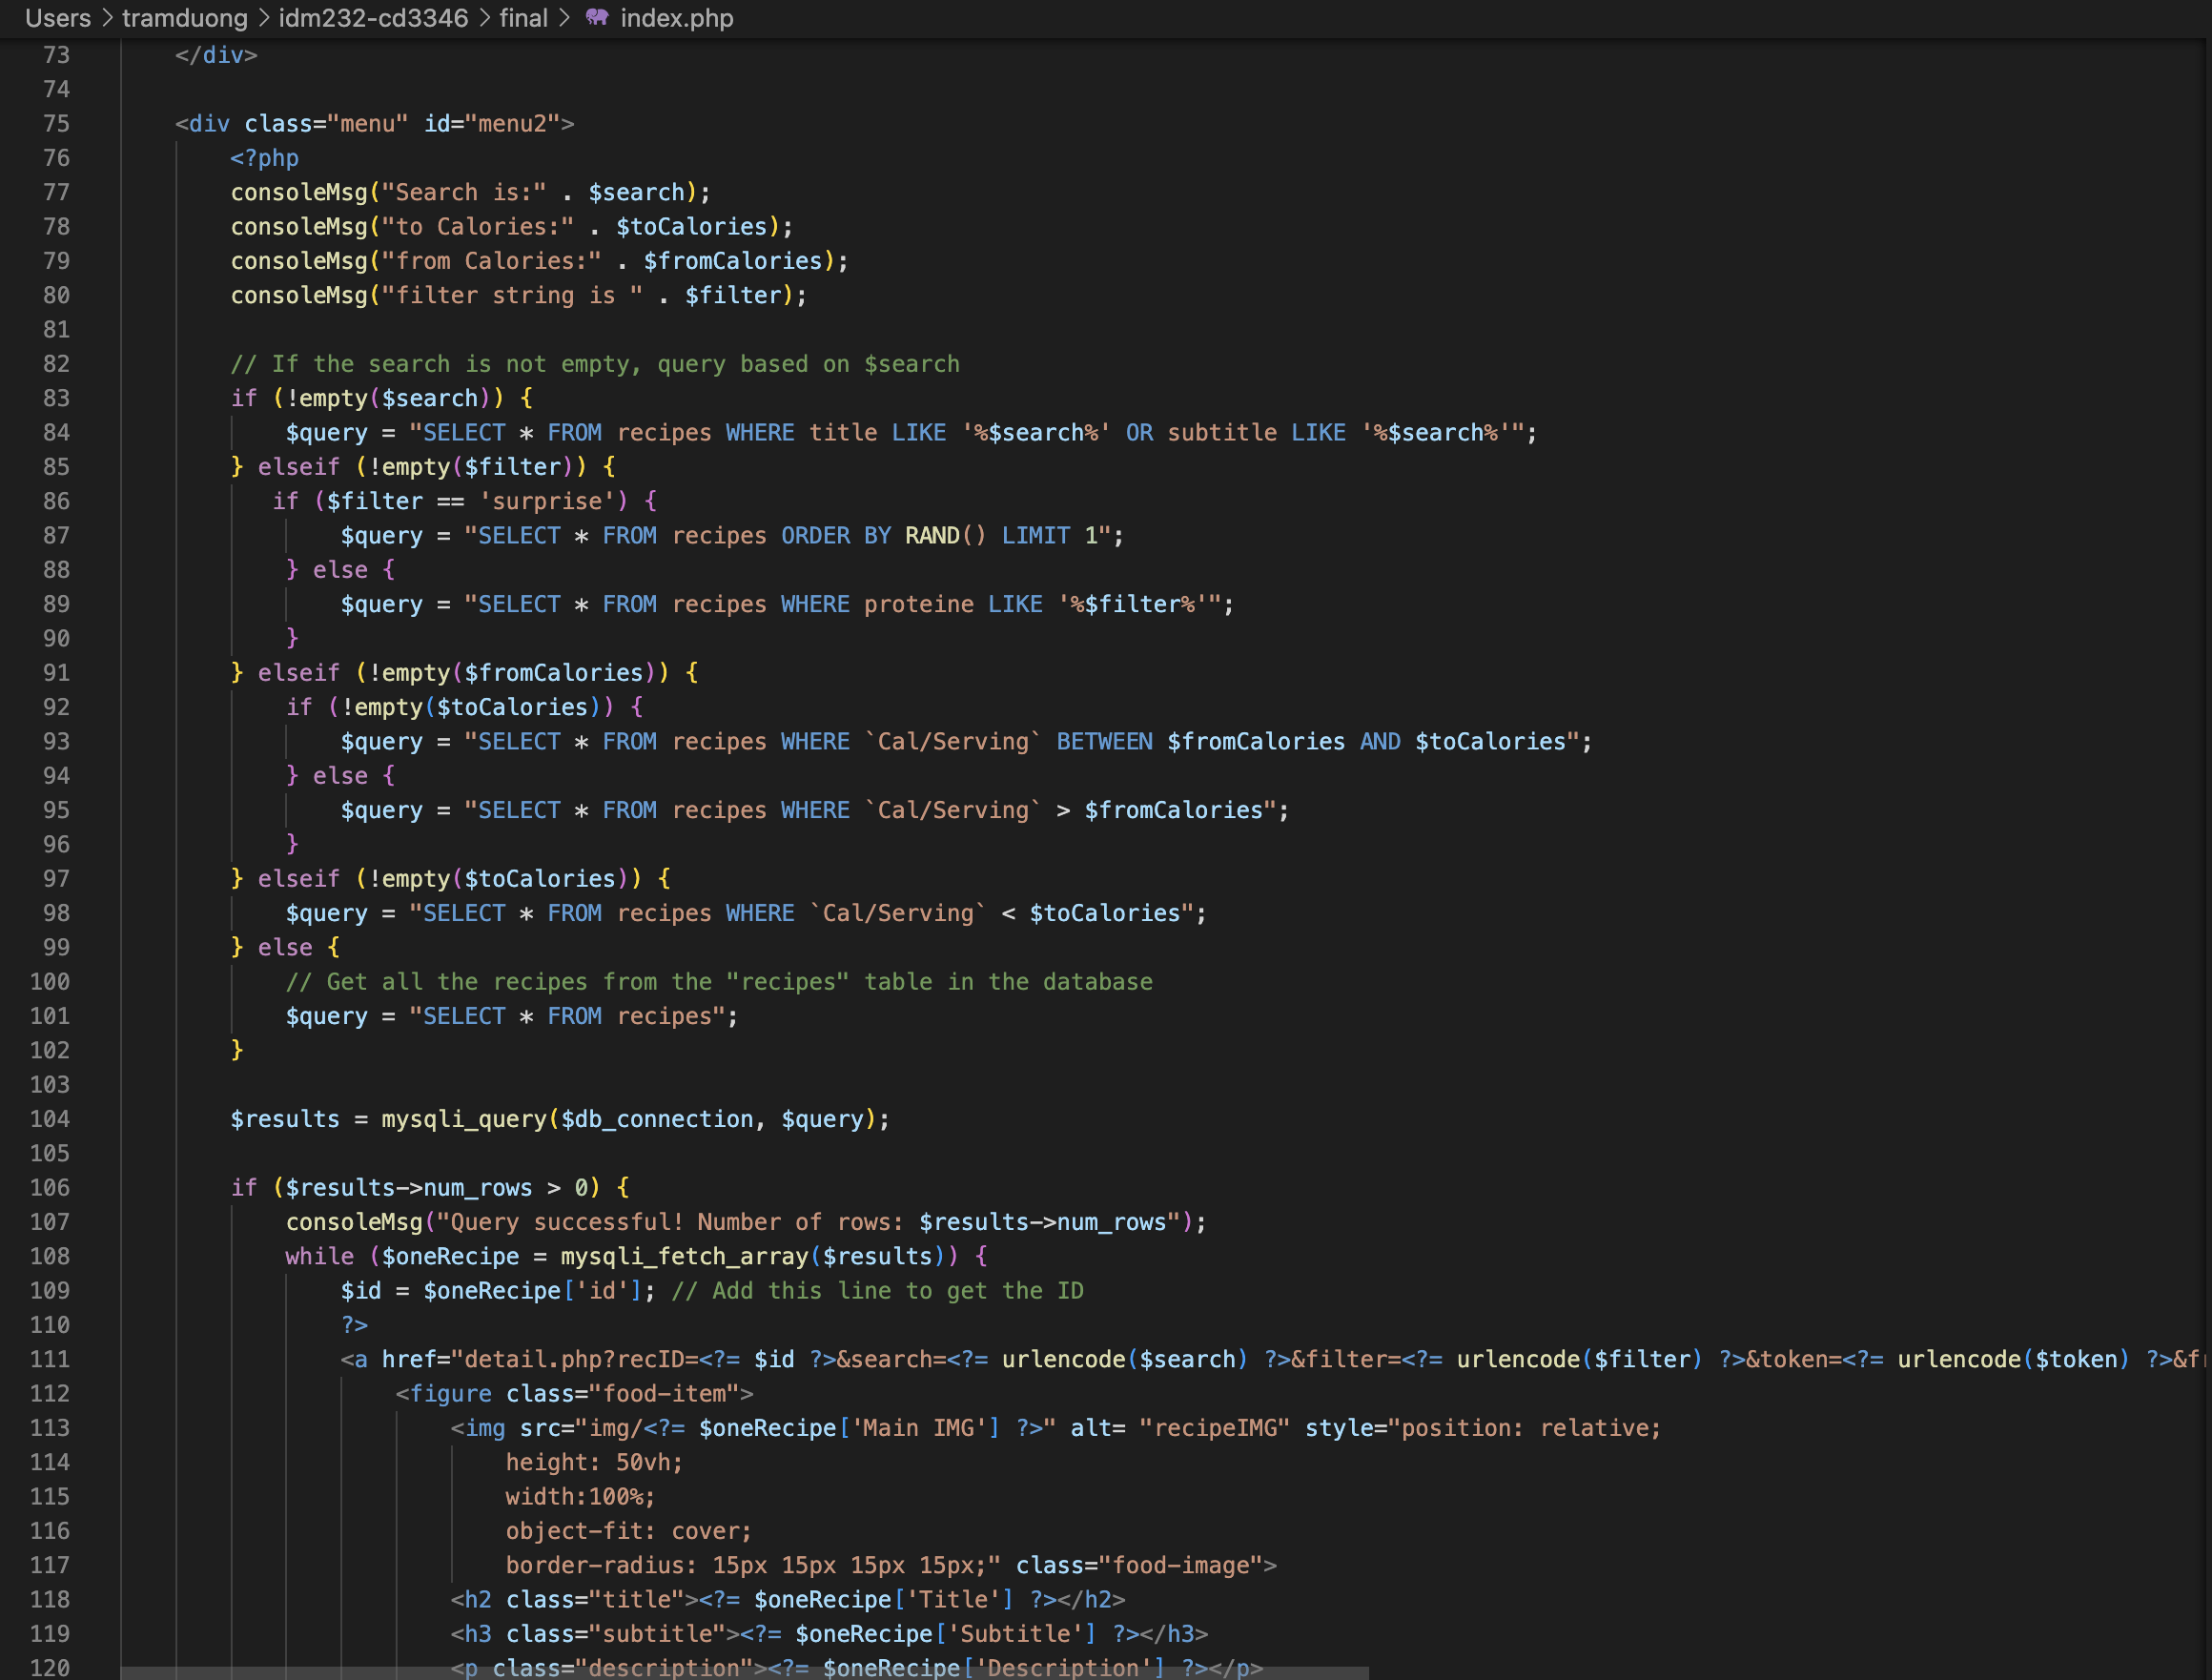 Users > tramduong > idm232-cd3346 > final > index.php
73 </div>
74
75 <div class="menu" id="menu2">
76 <?php
77 consoleMsg("Search is:" . $search);
78 consoleMsg("to Calories:" . $toCalories);
79 consoleMsg("from Calories:" . $fromCalories);
80 consoleMsg("filter string is " . $filter);
81
82 // If the search is not empty, query based on $search
83 if (!empty($search)) {
84 $query = "SELECT * FROM recipes WHERE title LIKE '%$search%' OR subtitle LIKE '%$search%'";
85 } elseif (!empty($filter)) {
86 if ($filter == 'surprise') {
87 $query = "SELECT * FROM recipes ORDER BY RAND() LIMIT 1";
88 } else {
89 $query = "SELECT * FROM recipes WHERE proteine LIKE '%$filter%'";
90 }
91 } elseif (!empty($fromCalories)) {
92 if (!empty($toCalories)) {
93 $query = "SELECT * FROM recipes WHERE `Cal/Serving` BETWEEN $fromCalories AND $toCalories";
94 } else {
95 $query = "SELECT * FROM recipes WHERE `Cal/Serving` > $fromCalories";
96 }
97 } elseif (!empty($toCalories)) {
98 $query = "SELECT * FROM recipes WHERE `Cal/Serving` < $toCalories";
99 } else {
100 // Get all the recipes from the "recipes" table in the database
101 $query = "SELECT * FROM recipes";
102 }
103
104 $results = mysqli_query($db_connection, $query);
105
106 if ($results->num_rows > 0) {
107 consoleMsg("Query successful! Number of rows: $results->num_rows");
108 while ($oneRecipe = mysqli_fetch_array($results)) {
109 $id = $oneRecipe['id']; // Add this line to get the ID
110 ?>
111 <a href="detail.php?recID=<?= $id ?>&search=<?= urlencode($search) ?>&filter=<?= urlencode($filter) ?>&token=<?= urlencode($token) ?>&f
112 <figure class="food-item">
113 <img src="img/<?= $oneRecipe['Main IMG'] ?>" alt= "recipeIMG" style="position: relative;
114 height: 50vh;
115 width:100%;
116 object-fit: cover;
117 border-radius: 15px 15px 15px 15px;" class="food-image">
118 <h2 class="title"><?= $oneRecipe['Title'] ?></h2>
119 <h3 class="subtitle"><?= $oneRecipe['Subtitle'] ?></h3>
120 <p class="description"><?= $oneRecipe['Description'] ?></p>